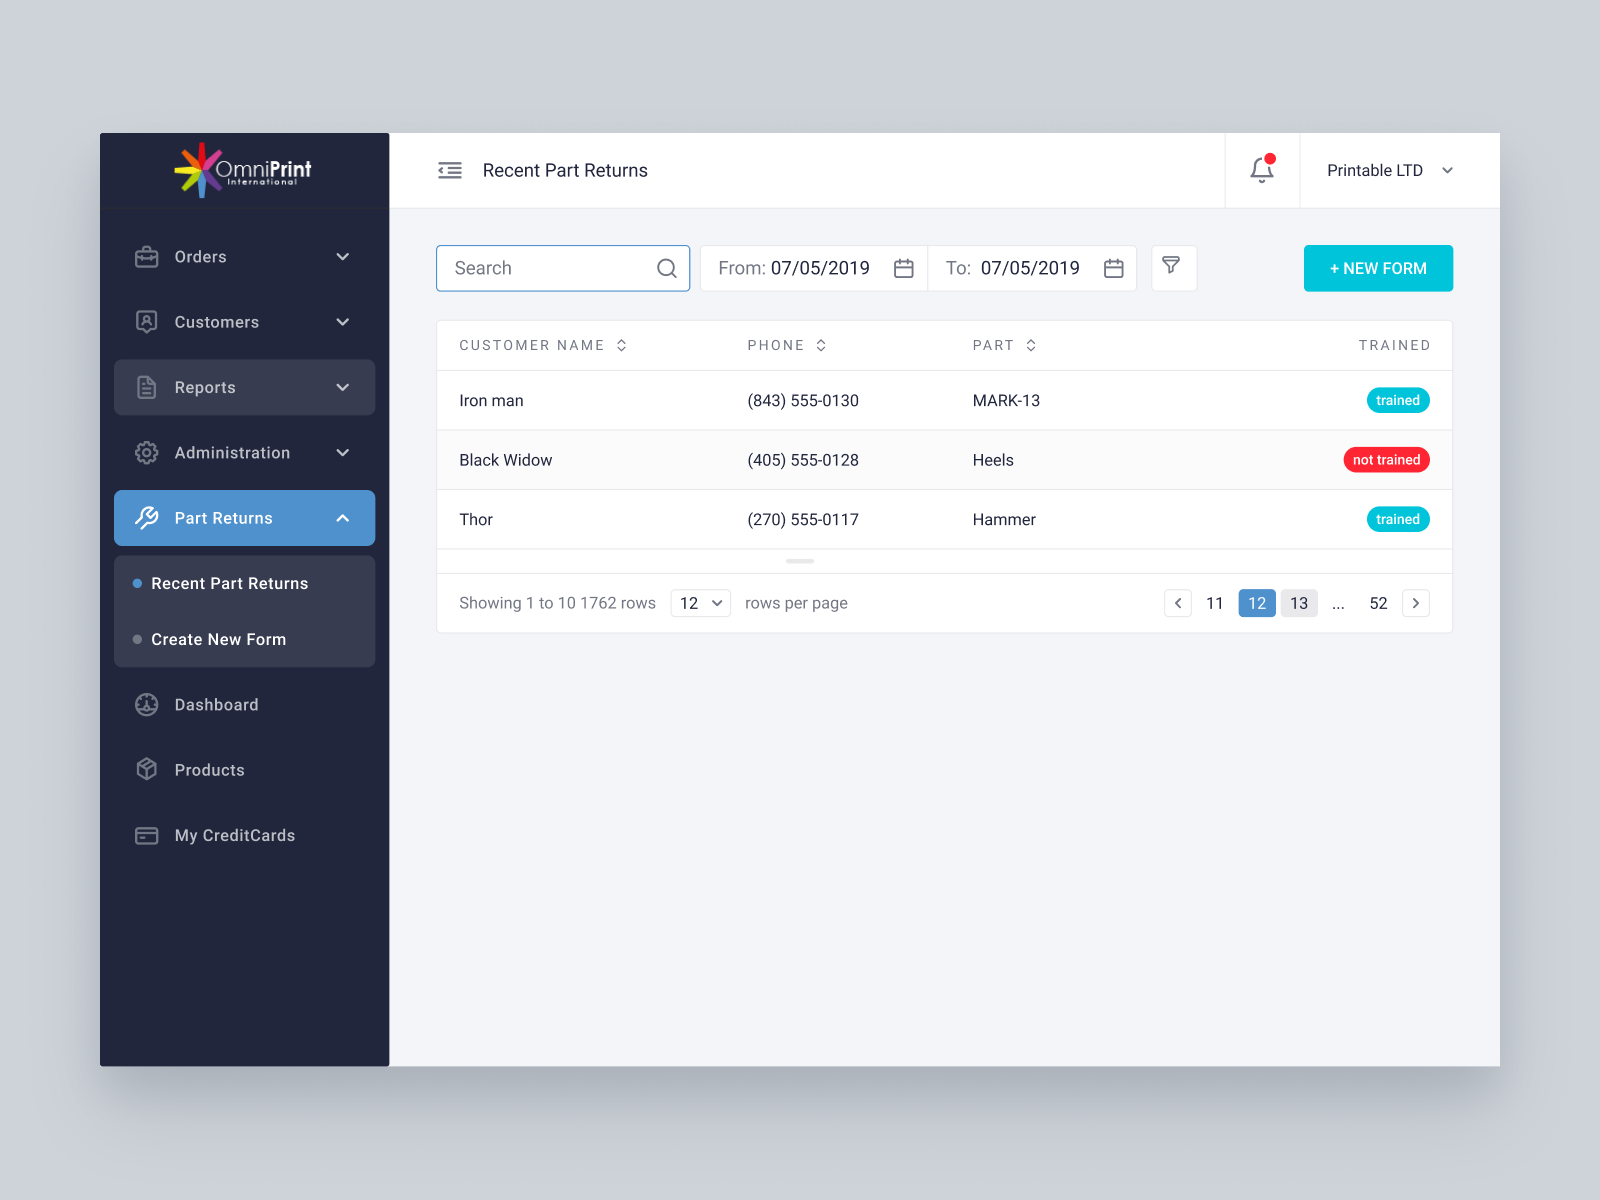 OmniPrint
International
Recent Part Returns
Printable LTD
Orders
Customers
Reports
Administration
Part Returns
Recent Part Returns
Create New Form
Dashboard
Products
My CreditCards
Search
From: 07/05/2019
To: 07/05/2019
+ NEW FORM
CUSTOMER NAME PHONE PART TRAINED
Iron man (843) 555-0130 MARK-13 trained
Black Widow (405) 555-0128 Heels not trained
Thor (270) 555-0117 Hammer trained
Showing 1 to 10 1762 rows 12 rows per page 11 12 13 ... 52